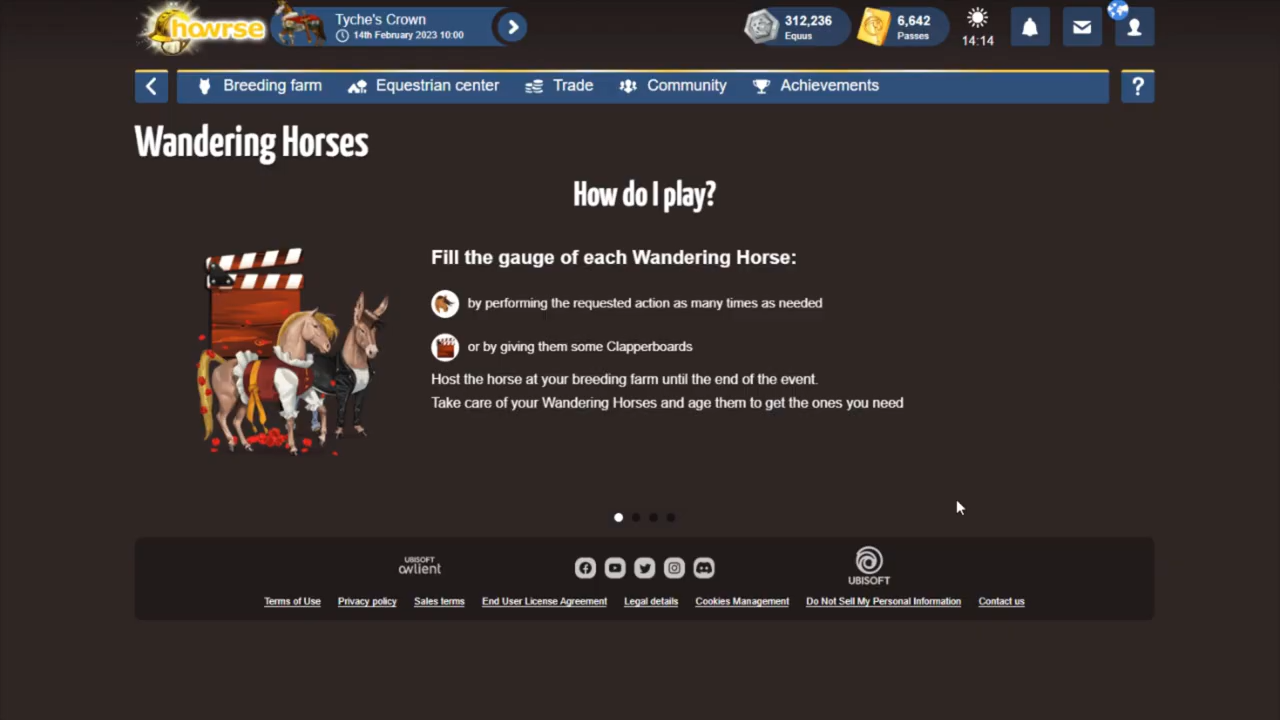 howrse
Tyche's Crown
14th February 2023 10:00
312,236
Equus
6,642
Passes
14:14
Breeding farm
Equestrian center
Trade
Community
Achievements
?
Wandering Horses
How do I play?
Fill the gauge of each Wandering Horse:
by performing the requested action as many times as needed
or by giving them some Clapperboards
Host the horse at your breeding farm until the end of the event.
Take care of your Wandering Horses and age them to get the ones you need
UBISOFT
owlient
UBISOFT
Terms of Use
Privacy policy
Sales terms
End User License Agreement
Legal details
Cookies Management
Do Not Sell My Personal Information
Contact us